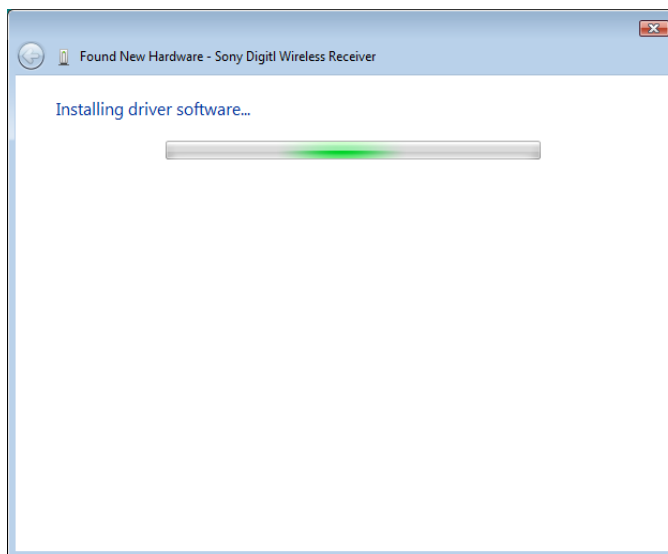 Found New Hardware - Sony Digitl Wireless Receiver
Installing driver software...